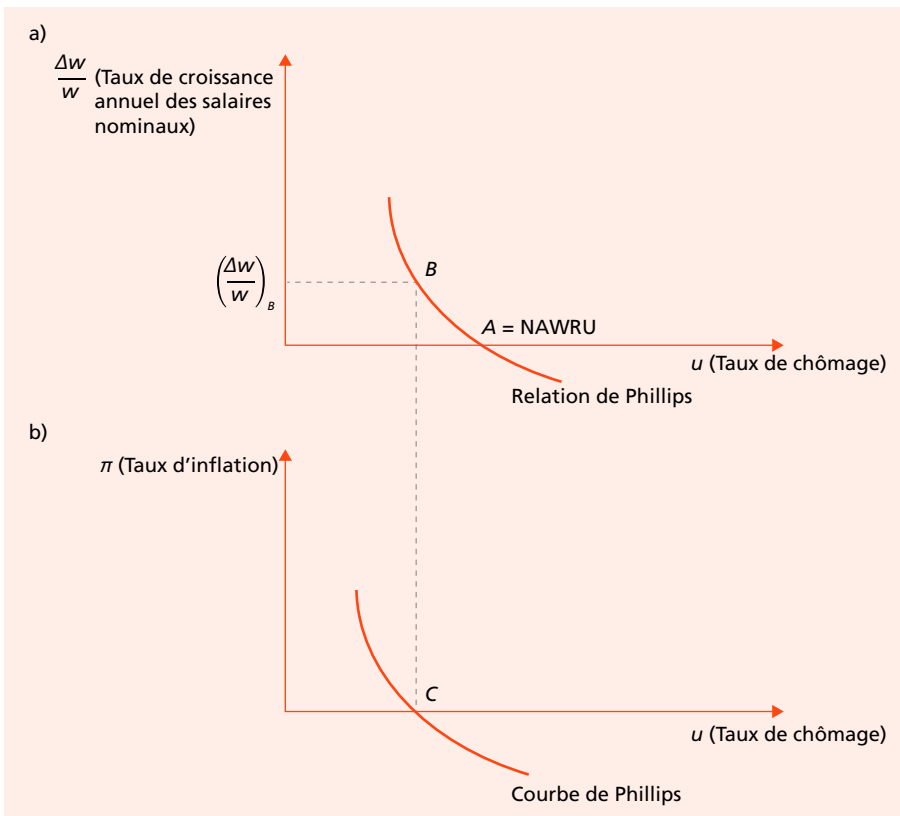 a)
Δw/w (Taux de croissance
annuel des salaires
nominaux)
(Δw/w)B
B
A = NAWRU
u (Taux de chômage)
Relation de Phillips
b)
π (Taux d’inflation)
C
u (Taux de chômage)
Courbe de Phillips